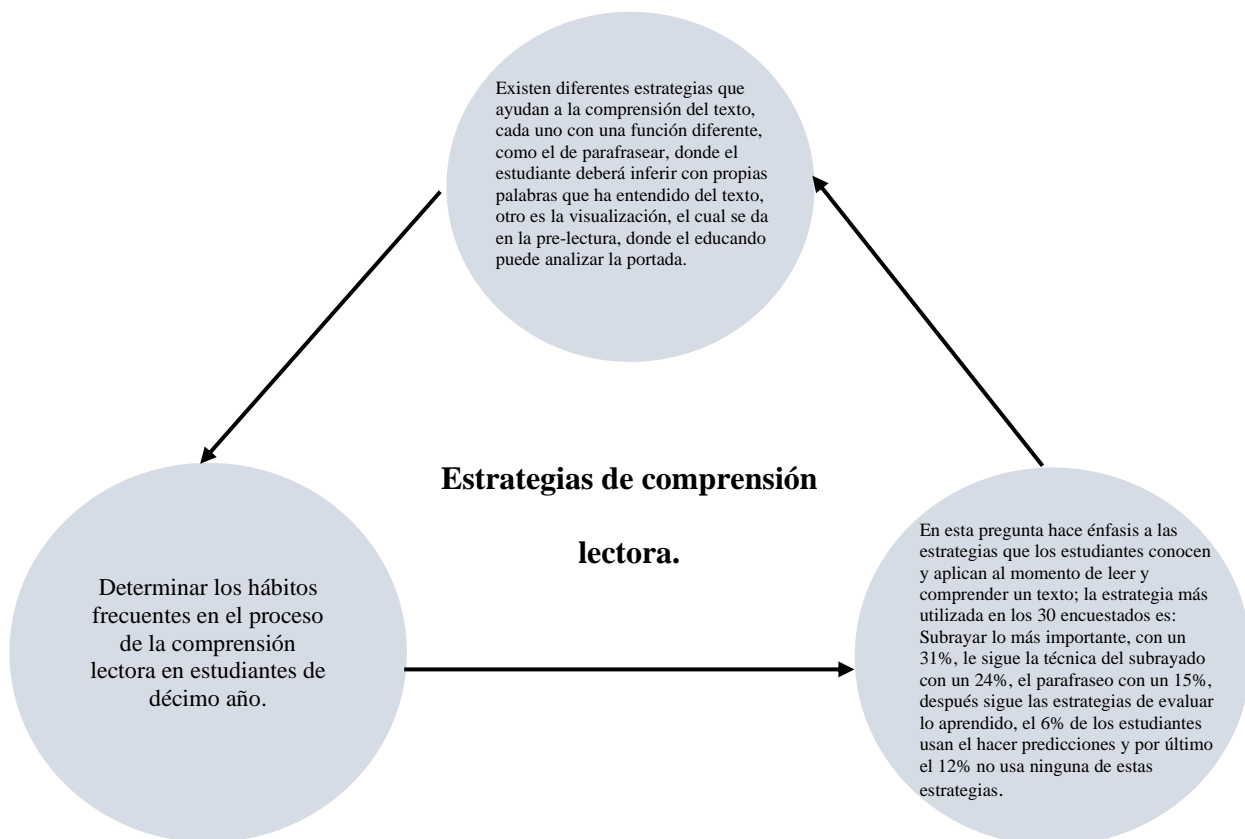 Existen diferentes estrategias que
ayudan a la comprensión del texto,
cada uno con una función diferente,
como el de parafrasear, donde el
estudiante deberá inferir con propias
palabras que ha entendido del texto,
otro es la visualización, el cual se da
en la pre-lectura, donde el educando
puede analizar la portada.
Estrategias de comprensión
lectora.
Determinar los hábitos
frecuentes en el proceso
de la comprensión
lectora en estudiantes de
décimo año.
En esta pregunta hace énfasis a las
estrategias que los estudiantes conocen
y aplican al momento de leer y
comprender un texto; la estrategia más
utilizada en los 30 encuestados es:
Subrayar lo más importante, con un
31%, le sigue la técnica del subrayado
con un 24%, el parafraseo con un 15%,
después sigue las estrategias de evaluar
lo aprendido, el 6% de los estudiantes
usan el hacer predicciones y por último
el 12% no usa ninguna de estas
estrategias.